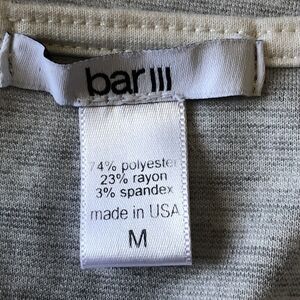 bar III
74% polyester
23% rayon
3% spandex
made in USA
M